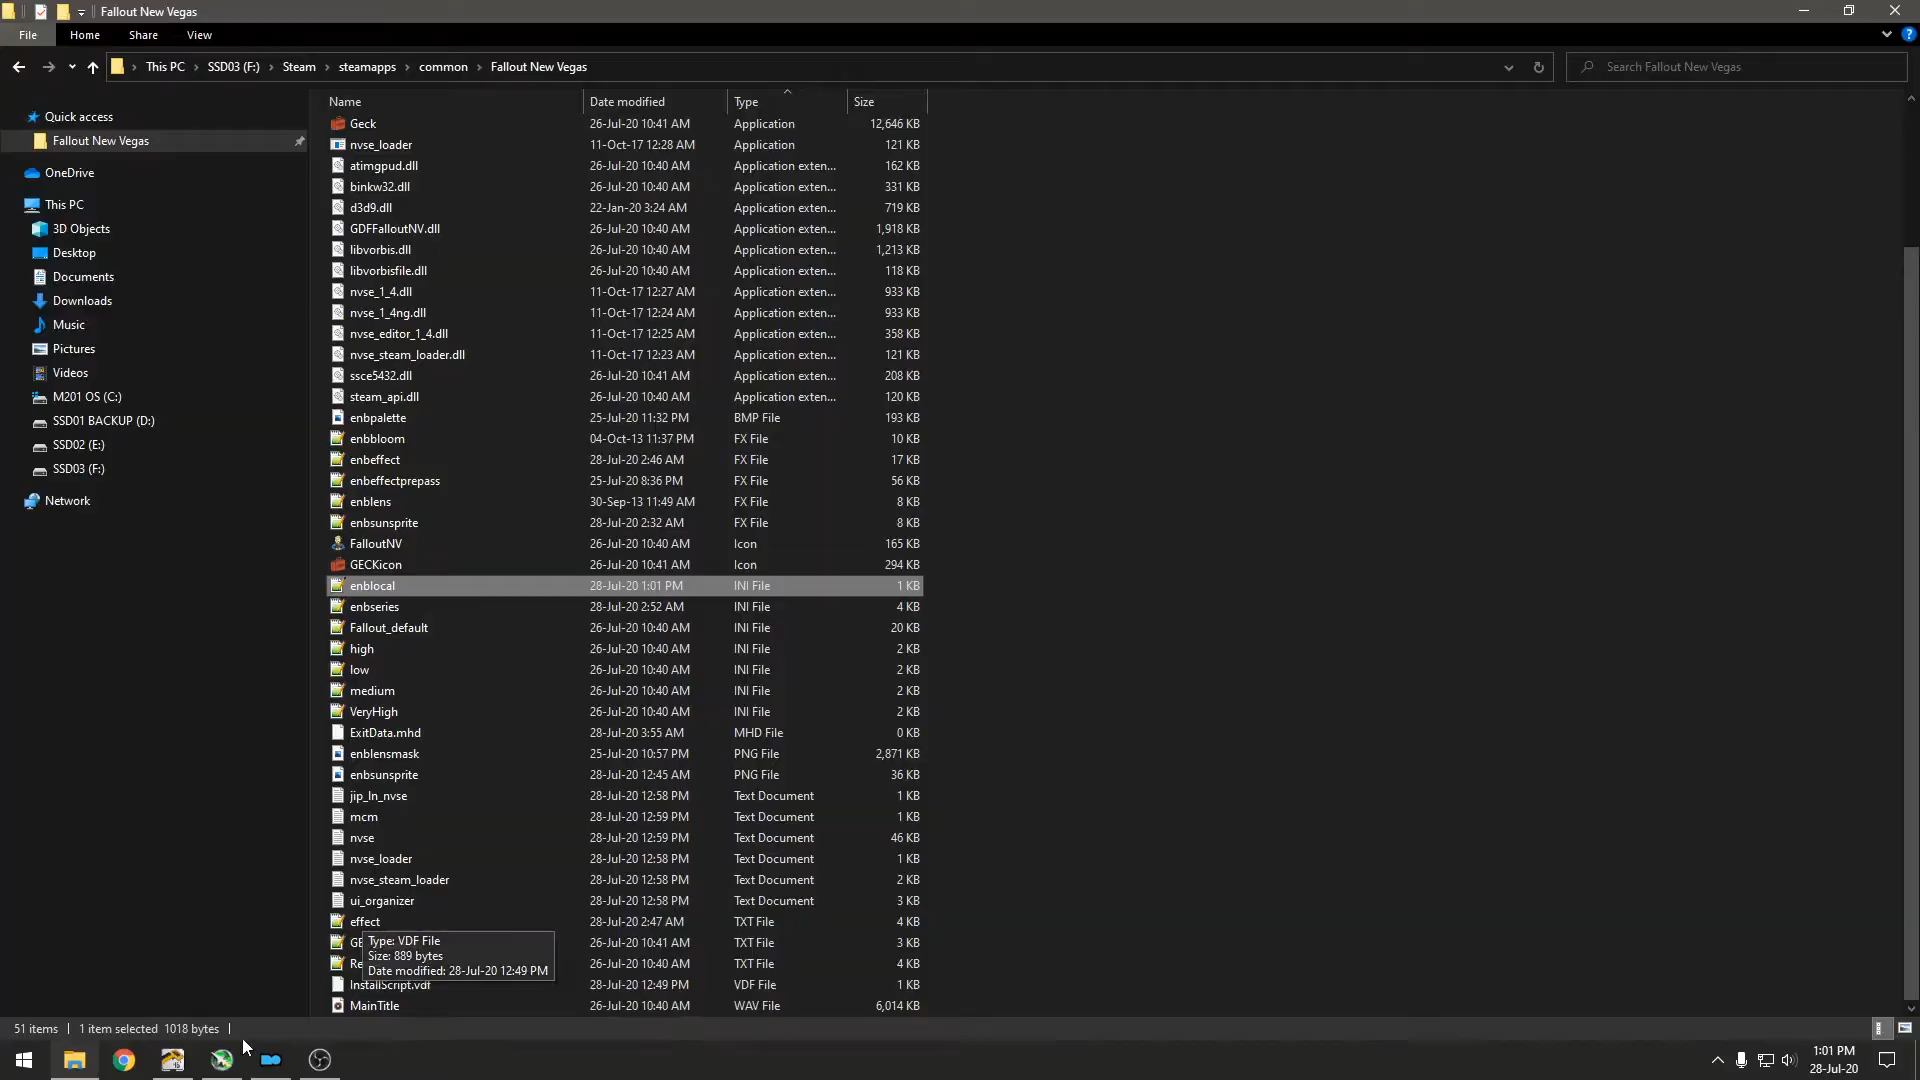 Fallout New Vegas
File Home Share View
This PC SSD03 (F:) Steam steamapps common Fallout New Vegas
Search Fallout New Vegas
Quick access
Fallout New Vegas
OneDrive
This PC
3D Objects
Desktop
Documents
Downloads
Music
Pictures
Videos
M201 OS (C:)
SSD01 BACKUP (D:)
SSD02 (E:)
SSD03 (F:)
Network
Name Date modified Type Size
Geck 26-Jul-20 10:41 AM Application 12,646 KB
nvse_loader 11-Oct-17 12:28 AM Application 121 KB
atimgpud.dll 26-Jul-20 10:40 AM Application exten... 162 KB
binkw32.dll 26-Jul-20 10:40 AM Application exten... 331 KB
d3d9.dll 22-Jan-20 3:24 AM Application exten... 719 KB
GDFFalloutNV.dll 26-Jul-20 10:40 AM Application exten... 1,918 KB
libvorbis.dll 26-Jul-20 10:40 AM Application exten... 1,213 KB
libvorbisfile.dll 26-Jul-20 10:40 AM Application exten... 118 KB
nvse_1_4.dll 11-Oct-17 12:27 AM Application exten... 933 KB
nvse_1_4ng.dll 11-Oct-17 12:24 AM Application exten... 933 KB
nvse_editor_1_4.dll 11-Oct-17 12:25 AM Application exten... 358 KB
nvse_steam_loader.dll 11-Oct-17 12:23 AM Application exten... 121 KB
ssce5432.dll 26-Jul-20 10:41 AM Application exten... 208 KB
steam_api.dll 26-Jul-20 10:40 AM Application exten... 120 KB
enbpalette 25-Jul-20 11:32 PM BMP File 193 KB
enbbloom 04-Oct-13 11:37 PM FX File 10 KB
enbeffect 28-Jul-20 2:46 AM FX File 17 KB
enbeffectprepass 25-Jul-20 8:36 PM FX File 56 KB
enblens 30-Sep-13 11:49 AM FX File 8 KB
enbsunsprite 28-Jul-20 2:32 AM FX File 8 KB
FalloutNV 26-Jul-20 10:40 AM Icon 165 KB
GECKicon 26-Jul-20 10:41 AM Icon 294 KB
enblocal 28-Jul-20 1:01 PM INI File 1 KB
enbseries 28-Jul-20 2:52 AM INI File 4 KB
Fallout_default 26-Jul-20 10:40 AM INI File 20 KB
high 26-Jul-20 10:40 AM INI File 2 KB
low 26-Jul-20 10:40 AM INI File 2 KB
medium 26-Jul-20 10:40 AM INI File 2 KB
VeryHigh 26-Jul-20 10:40 AM INI File 2 KB
ExitData.mhd 28-Jul-20 3:55 AM MHD File 0 KB
enblensmask 25-Jul-20 10:57 PM PNG File 2,871 KB
enbsunsprite 28-Jul-20 12:45 AM PNG File 36 KB
jip_ln_nvse 28-Jul-20 12:58 PM Text Document 1 KB
mcm 28-Jul-20 12:59 PM Text Document 1 KB
nvse 28-Jul-20 12:59 PM Text Document 46 KB
nvse_loader 28-Jul-20 12:58 PM Text Document 1 KB
nvse_steam_loader 28-Jul-20 12:58 PM Text Document 2 KB
ui_organizer 28-Jul-20 12:58 PM Text Document 3 KB
effect 28-Jul-20 2:47 AM TXT File 4 KB
GE 26-Jul-20 10:41 AM TXT File 3 KB
Re 26-Jul-20 10:40 AM TXT File 4 KB
InstallScript.vdf 28-Jul-20 12:49 PM VDF File 1 KB
MainTitle 26-Jul-20 10:40 AM WAV File 6,014 KB
Type: VDF File
Size: 889 bytes
Date modified: 28-Jul-20 12:49 PM
51 items 1 item selected 1018 bytes
1:01 PM
28-Jul-20